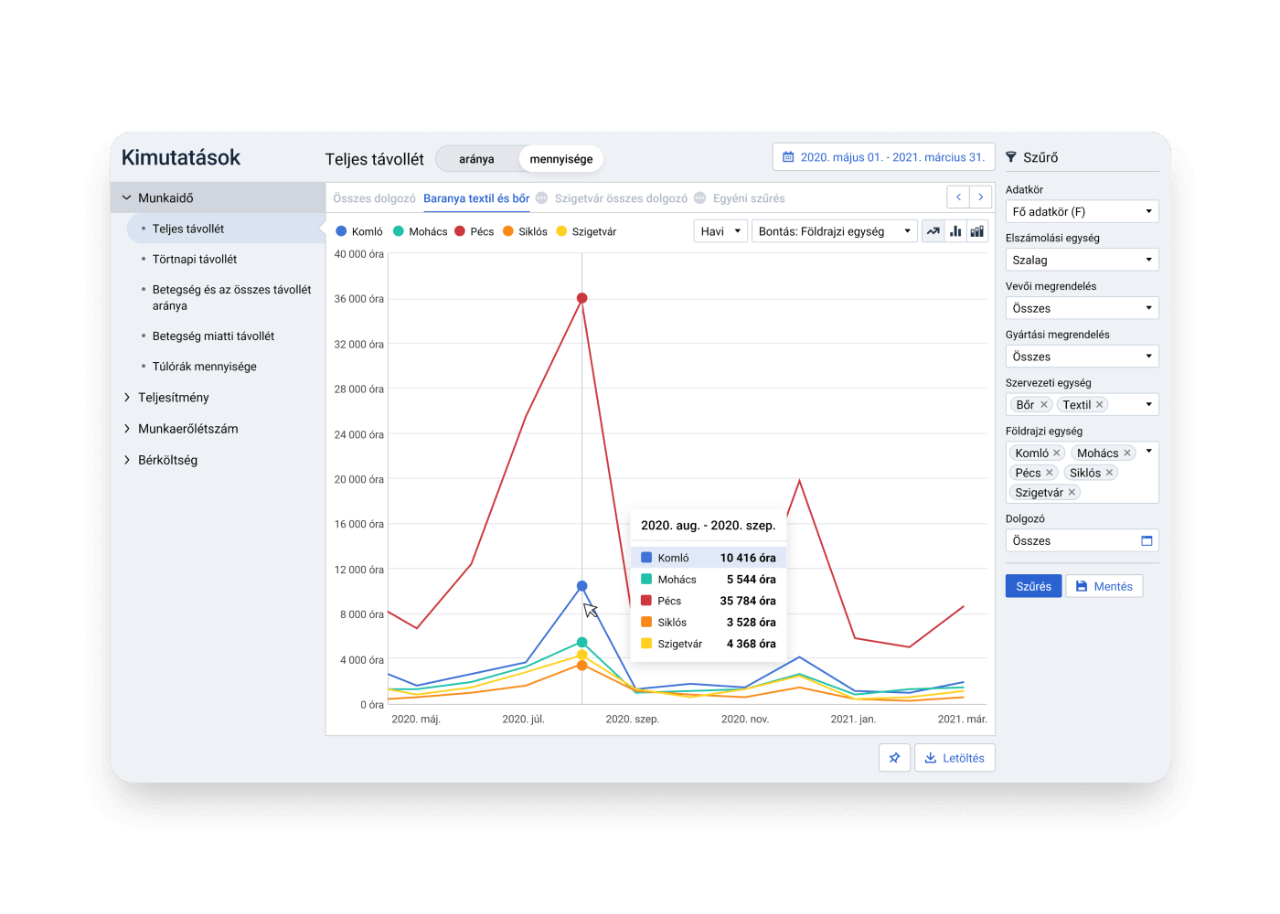 Kimutatások
Munkaidő
Teljes távollét
Törtnapi távollét
Betegség és az összes távollét
aránya
Betegség miatti távollét
Túlórák mennyisége
Teljesítmény
Munkaerőlétszám
Bérköltség
Teljes távollét aránya mennyisége
2020. május 01. - 2021. március 31.
Összes dolgozó Baranya textil és bőr Szigetvár összes dolgozó Egyéni szűrés
Komló Mohács Pécs Siklós Szigetvár
Havi Bontás: Földrajzi egység
40 000 óra
36 000 óra
32 000 óra
28 000 óra
24 000 óra
20 000 óra
16 000 óra
12 000 óra
8 000 óra
4 000 óra
0 óra
2020. máj. 2020. júl. 2020. szep. 2020. nov. 2021. jan. 2021. már.
2020. aug. - 2020. szep.
Komló 10 416 óra
Mohács 5 544 óra
Pécs 35 784 óra
Siklós 3 528 óra
Szigetvár 4 368 óra
Letöltés
Szűrő
Adatkör
Fő adatkör (F)
Elszámolási egység
Szalag
Vevői megrendelés
Összes
Gyártási megrendelés
Összes
Szervezeti egység
Bőr Textil
Földrajzi egység
Komló Mohács
Pécs Siklós
Szigetvár
Dolgozó
Összes
Szűrés Mentés